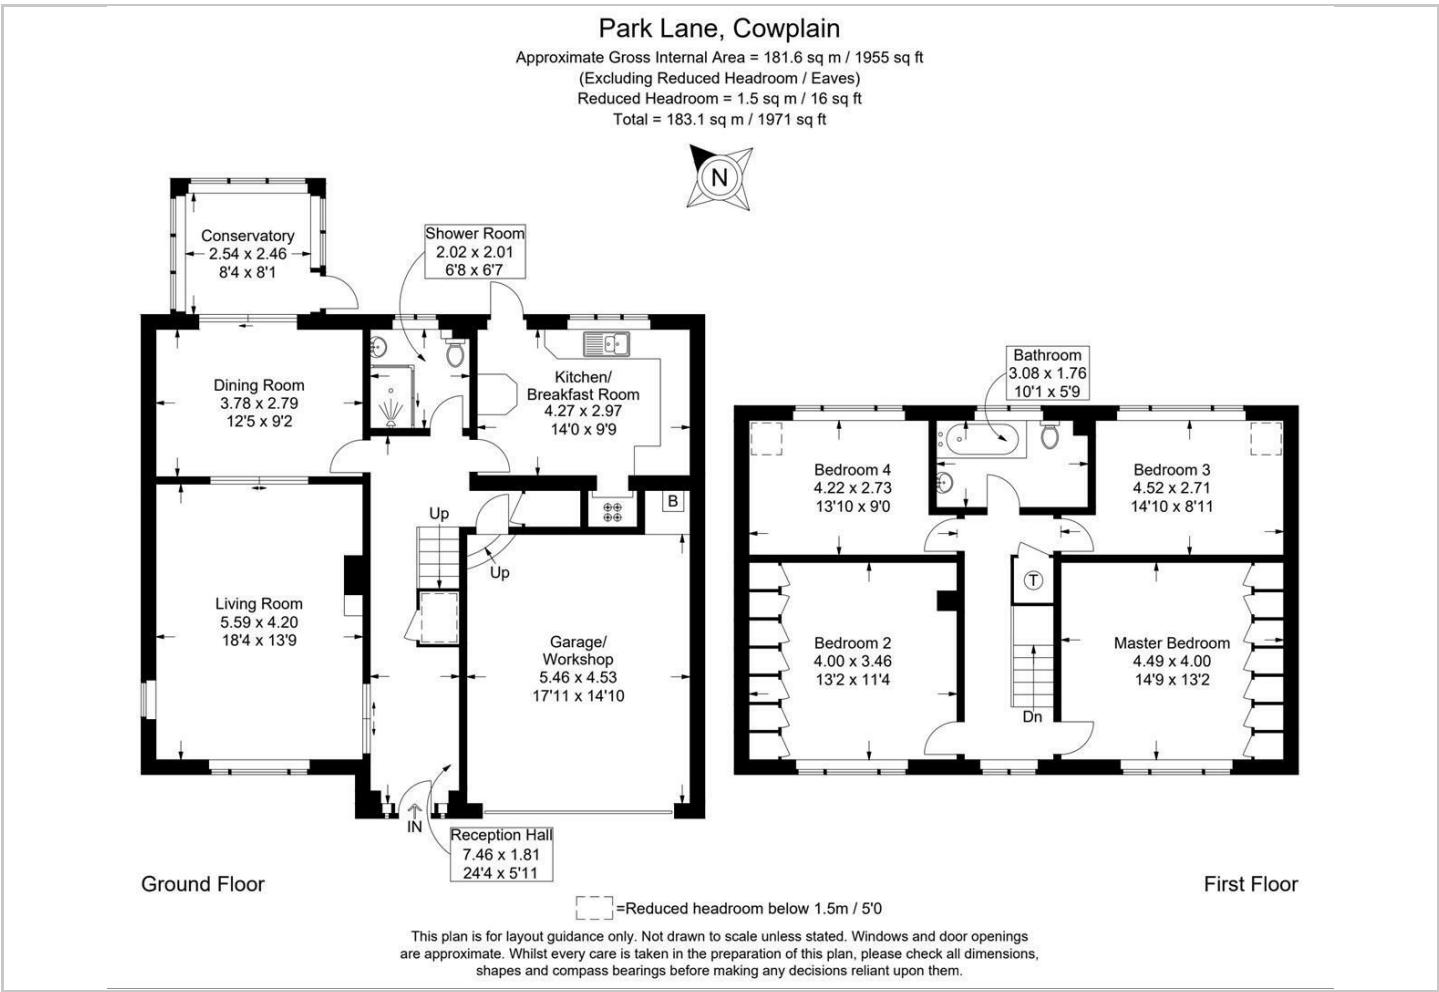 Park Lane, Cowplain
Approximate Gross Internal Area = 181.6 sq m / 1955 sq ft
(Excluding Reduced Headroom / Eaves)
Reduced Headroom = 1.5 sq m / 16 sq ft
Total = 183.1 sq m / 1971 sq ft
N
Conservatory
2.54 x 2.46
8'4 x 8'1
Shower Room
2.02 x 2.01
6'8 x 6'7
Dining Room
3.78 x 2.79
12'5 x 9'2
Kitchen/
Breakfast Room
4.27 x 2.97
14'0 x 9'9
B
Up
Up
Living Room
5.59 x 4.20
18'4 x 13'9
Garage/
Workshop
5.46 x 4.53
17'11 x 14'10
IN
Reception Hall
7.46 x 1.81
24'4 x 5'11
Ground Floor
Bathroom
3.08 x 1.76
10'1 x 5'9
Bedroom 4
4.22 x 2.73
13'10 x 9'0
Bedroom 3
4.52 x 2.71
14'10 x 8'11
T
Bedroom 2
4.00 x 3.46
13'2 x 11'4
Master Bedroom
4.49 x 4.00
14'9 x 13'2
Dn
First Floor
=Reduced headroom below 1.5m / 5'0
This plan is for layout guidance only. Not drawn to scale unless stated. Windows and door openings
are approximate. Whilst every care is taken in the preparation of this plan, please check all dimensions,
shapes and compass bearings before making any decisions reliant upon them.